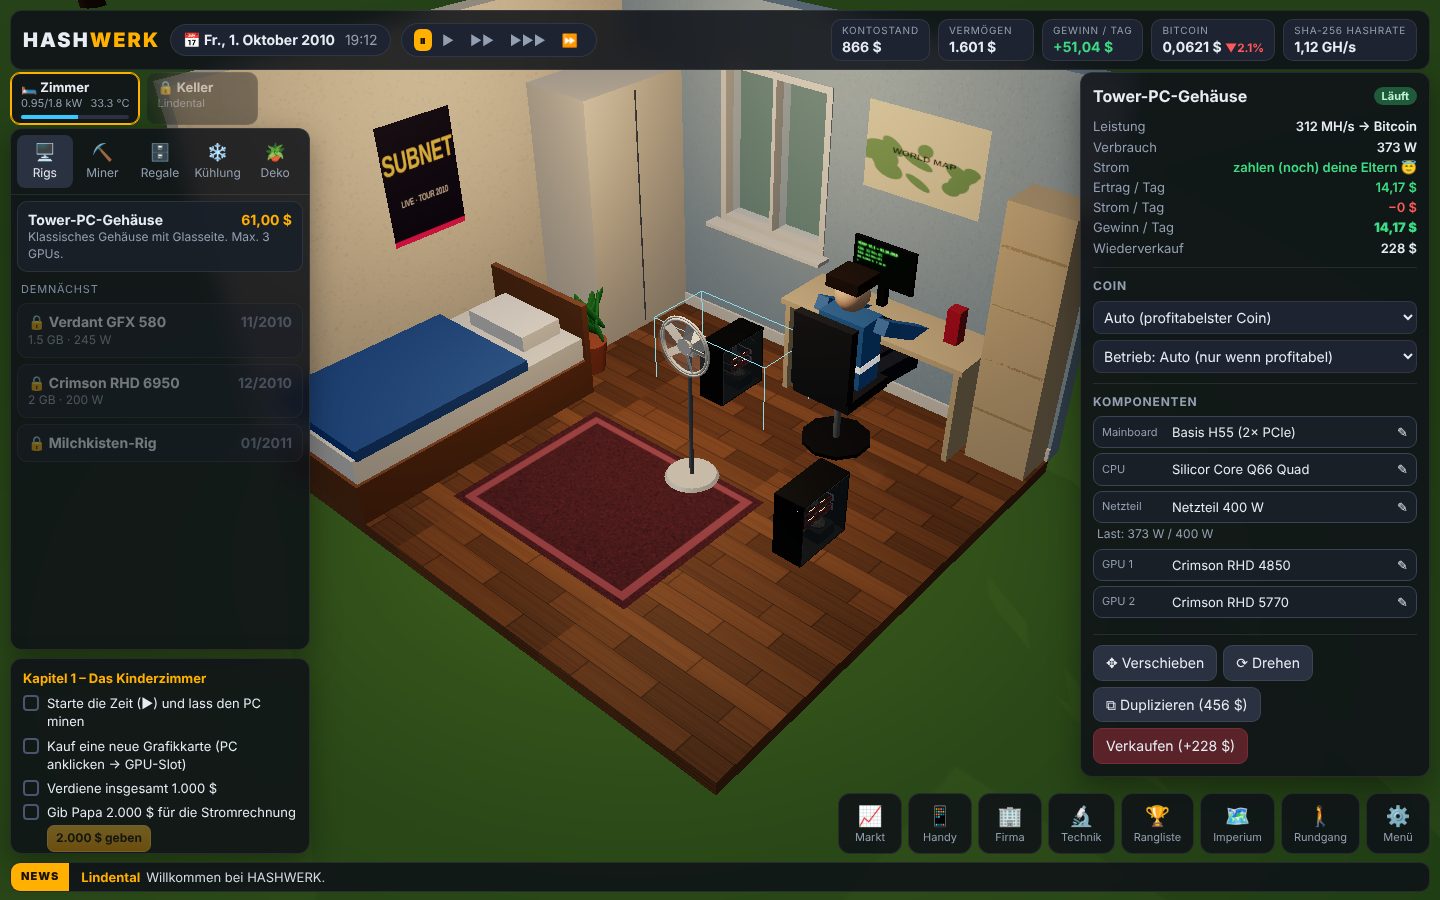 HASHWERK
Fr., 1. Oktober 2010 19:12
KONTOSTAND
866 $
VERMÖGEN
1.601 $
GEWINN / TAG
+51,04 $
BITCOIN
0,0621 $ ▼2.1%
SHA-256 HASHRATE
1,12 GH/s
Zimmer
0.95/1.8 kW 33.3 °C
Keller
Lindental
Rigs
Miner
Regale
Kühlung
Deko
Tower-PC-Gehäuse 61,00 $
Klassisches Gehäuse mit Glasseite. Max. 3
GPUs.
DEMNÄCHST
Verdant GFX 580 11/2010
1.5 GB · 245 W
Crimson RHD 6950 12/2010
2 GB · 200 W
Milchkisten-Rig 01/2011
Kapitel 1 – Das Kinderzimmer
Starte die Zeit (▶) und lass den PC
minen
Kauf eine neue Grafikkarte (PC
anklicken → GPU-Slot)
Verdiene insgesamt 1.000 $
Gib Papa 2.000 $ für die Stromrechnung
2.000 $ geben
SUBNET
LIVE · TOUR 2010
WORLD MAP
Tower-PC-Gehäuse Läuft
Leistung 312 MH/s → Bitcoin
Verbrauch 373 W
Strom zahlen (noch) deine Eltern 😇
Ertrag / Tag 14,17 $
Strom / Tag −0 $
Gewinn / Tag 14,17 $
Wiederverkauf 228 $
COIN
Auto (profitabelster Coin)
Betrieb: Auto (nur wenn profitabel)
KOMPONENTEN
Mainboard Basis H55 (2× PCIe)
CPU Silicor Core Q66 Quad
Netzteil Netzteil 400 W
Last: 373 W / 400 W
GPU 1 Crimson RHD 4850
GPU 2 Crimson RHD 5770
✥ Verschieben
⟳ Drehen
⧉ Duplizieren (456 $)
Verkaufen (+228 $)
Markt
Handy
Firma
Technik
Rangliste
Imperium
Rundgang
Menü
NEWS Lindental Willkommen bei HASHWERK.